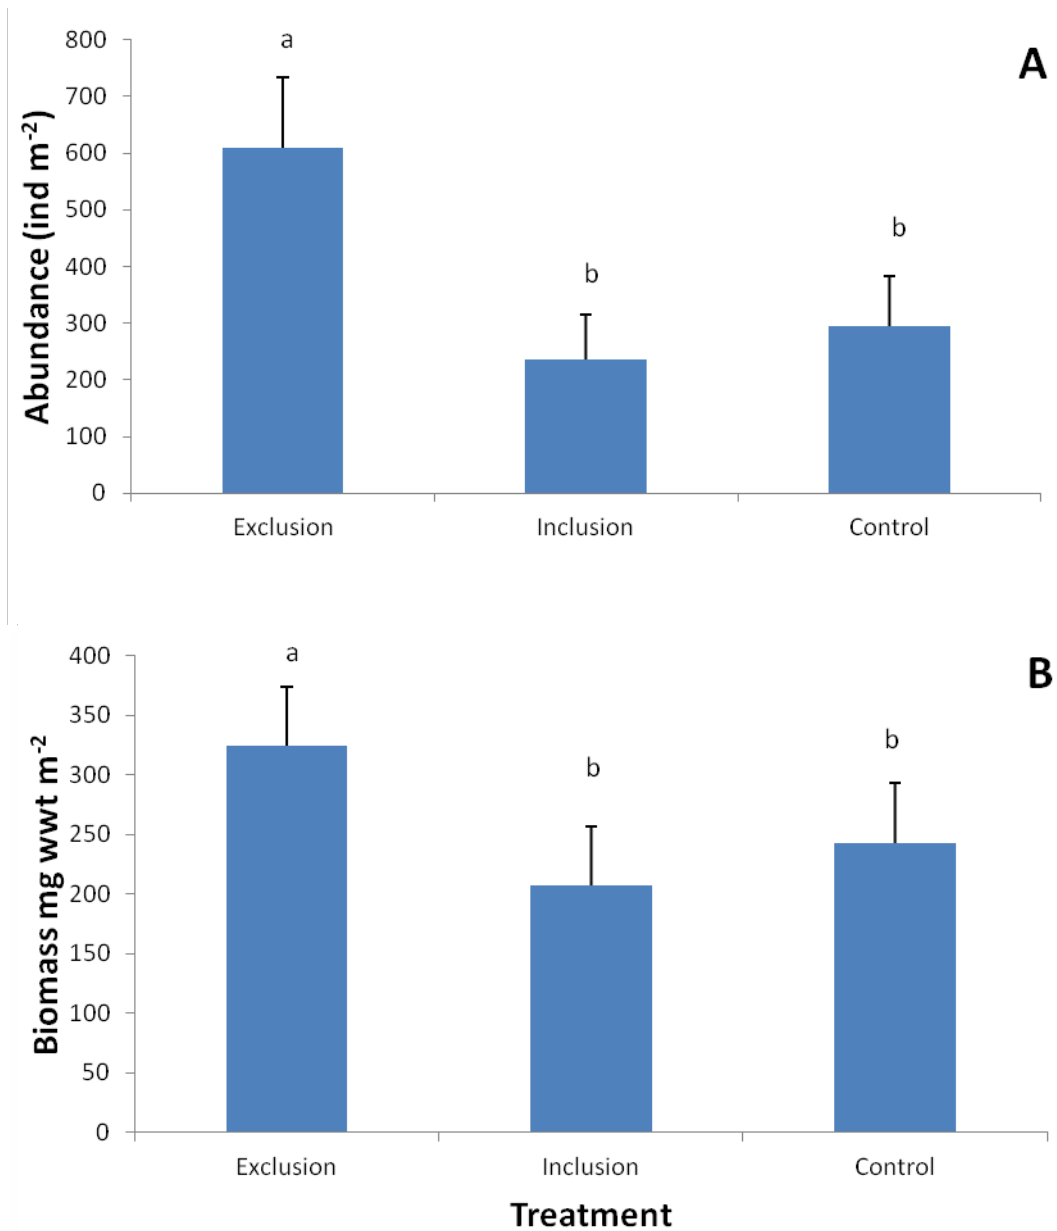 A
Abundance (ind m-2)
800
700
600
500
400
300
200
100
0
a
b
b
Exclusion Inclusion Control
B
Biomass mg wwt m-2
400
350
300
250
200
150
100
50
0
a
b
b
Exclusion Inclusion Control
Treatment